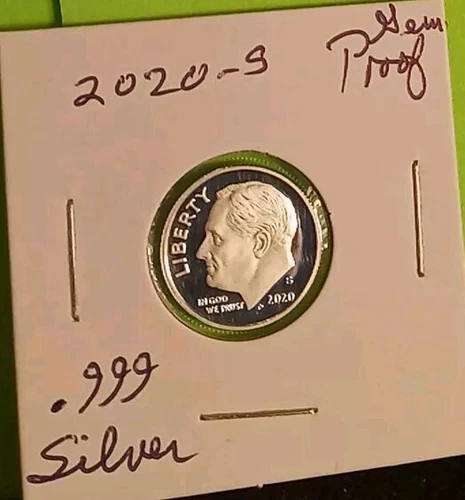 Gem
Proof
2020-S
LIBERTY
IN GOD
WE TRUST
S
2020
.999
Silver